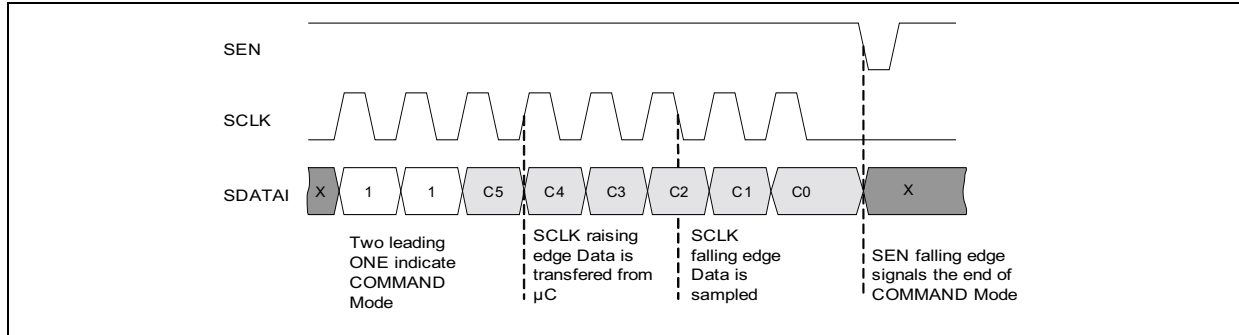 SEN
SCLK
SDATAI
X
1
1
C5
C4
C3
C2
C1
C0
X
Two leading
ONE indicate
COMMAND
Mode
SCLK raising
edge Data is
transfered from
µC
SCLK
falling edge
Data is
sampled
SEN falling edge
signals the end of
COMMAND Mode